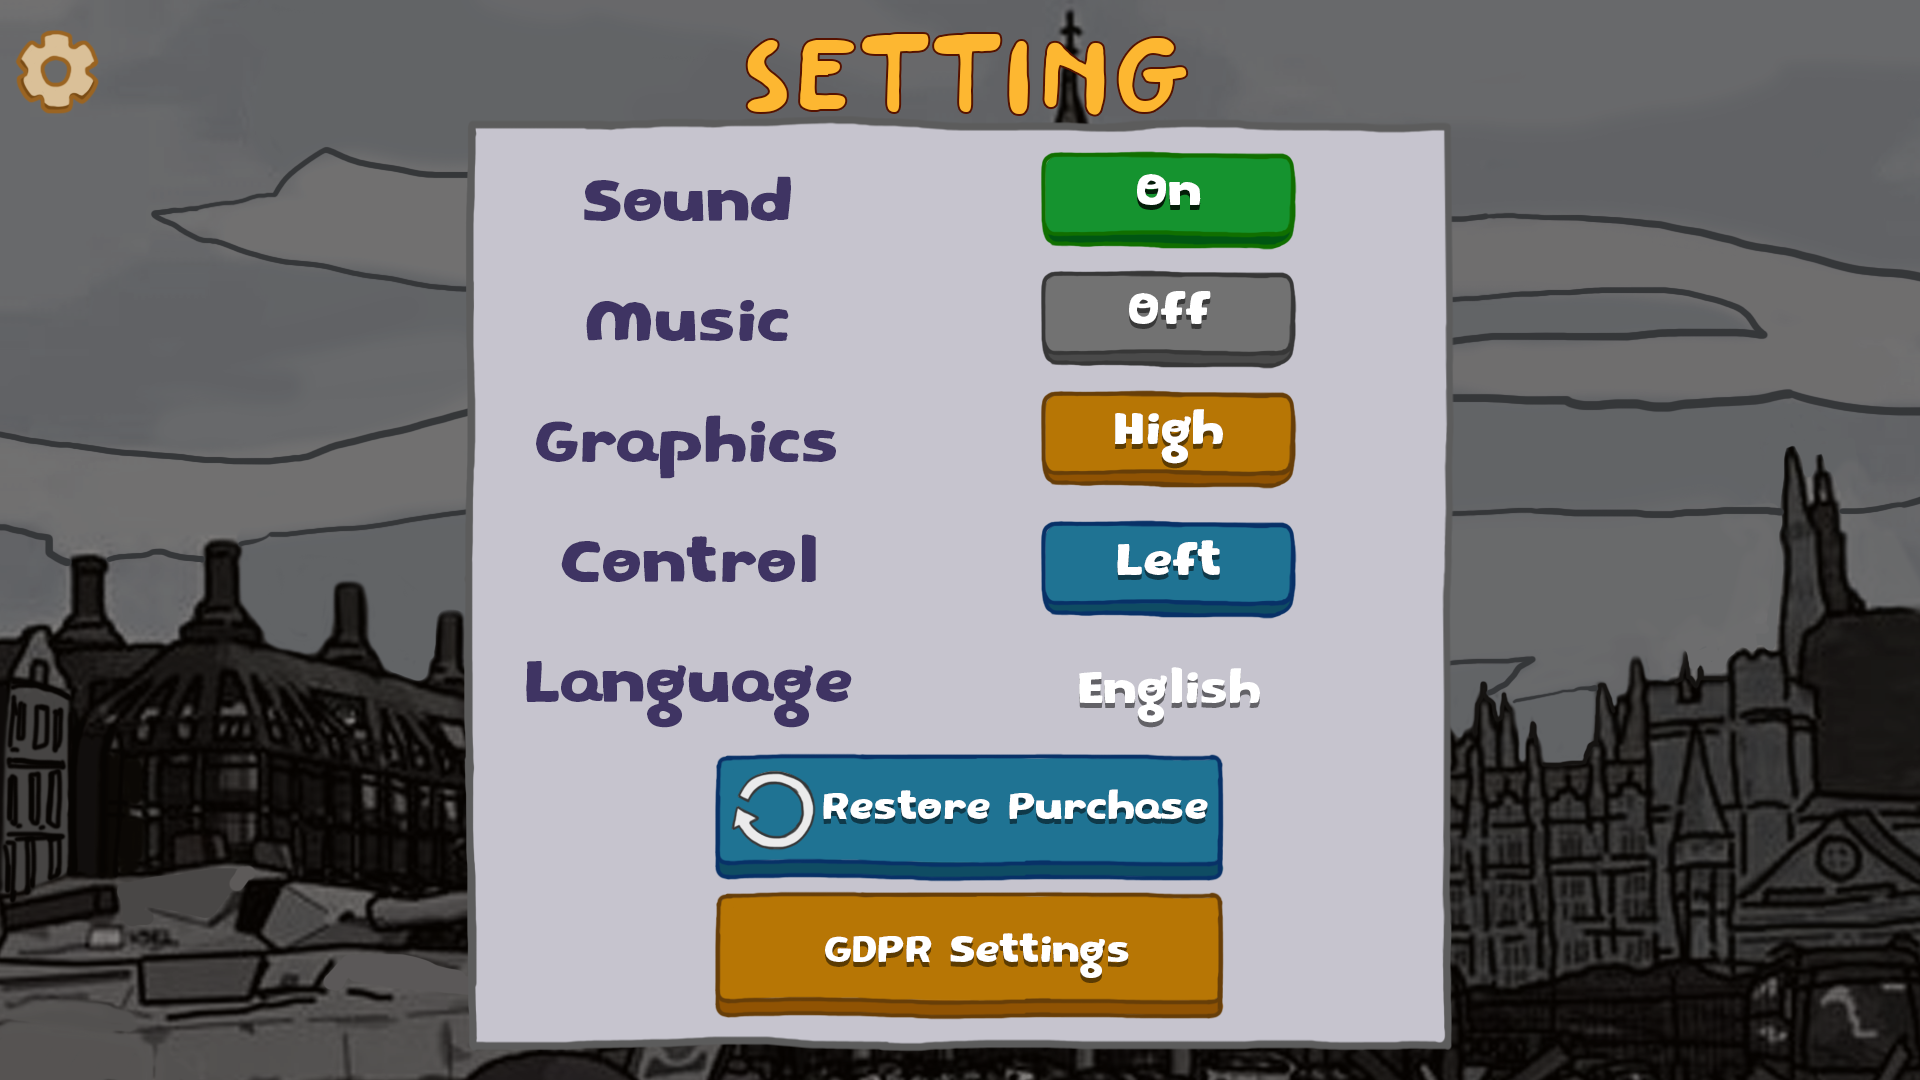 SETTING
Sound On
Music Off
Graphics High
Control Left
Language English
Restore Purchase
GDPR Settings